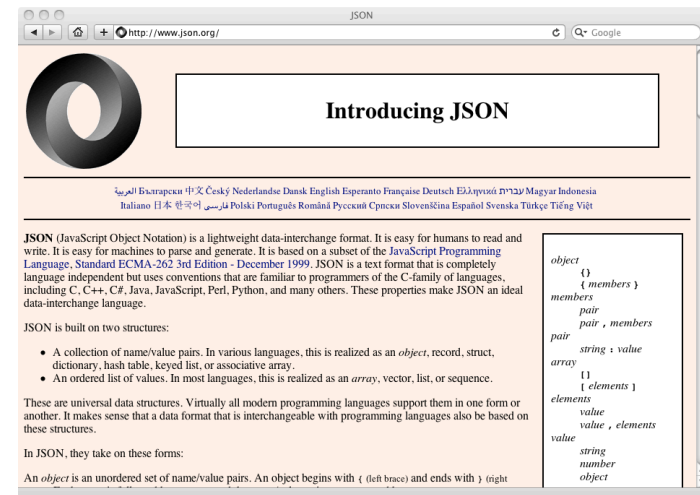 JSON
http://www.json.org/
Google
Introducing JSON
العربية Български 中文 Český Nederlandse Dansk English Esperanto Française Deutsch Ελληνικά עברית Magyar Indonesia
Italiano 日本 한국어 فارسی Polski Português Română Русский Српски Slovenščina Español Svenska Türkçe Tiếng Việt
JSON (JavaScript Object Notation) is a lightweight data-interchange format. It is easy for humans to read and
write. It is easy for machines to parse and generate. It is based on a subset of the JavaScript Programming
Language, Standard ECMA-262 3rd Edition - December 1999. JSON is a text format that is completely
language independent but uses conventions that are familiar to programmers of the C-family of languages,
including C, C++, C#, Java, JavaScript, Perl, Python, and many others. These properties make JSON an ideal
data-interchange language.
JSON is built on two structures:
• A collection of name/value pairs. In various languages, this is realized as an object, record, struct,
dictionary, hash table, keyed list, or associative array.
• An ordered list of values. In most languages, this is realized as an array, vector, list, or sequence.
These are universal data structures. Virtually all modern programming languages support them in one form or
another. It makes sense that a data format that is interchangeable with programming languages also be based on
these structures.
In JSON, they take on these forms:
An object is an unordered set of name/value pairs. An object begins with { (left brace) and ends with } (right
object
{}
{ members }
members
pair
pair , members
pair
string : value
array
[]
[ elements ]
elements
value
value , elements
value
string
number
object